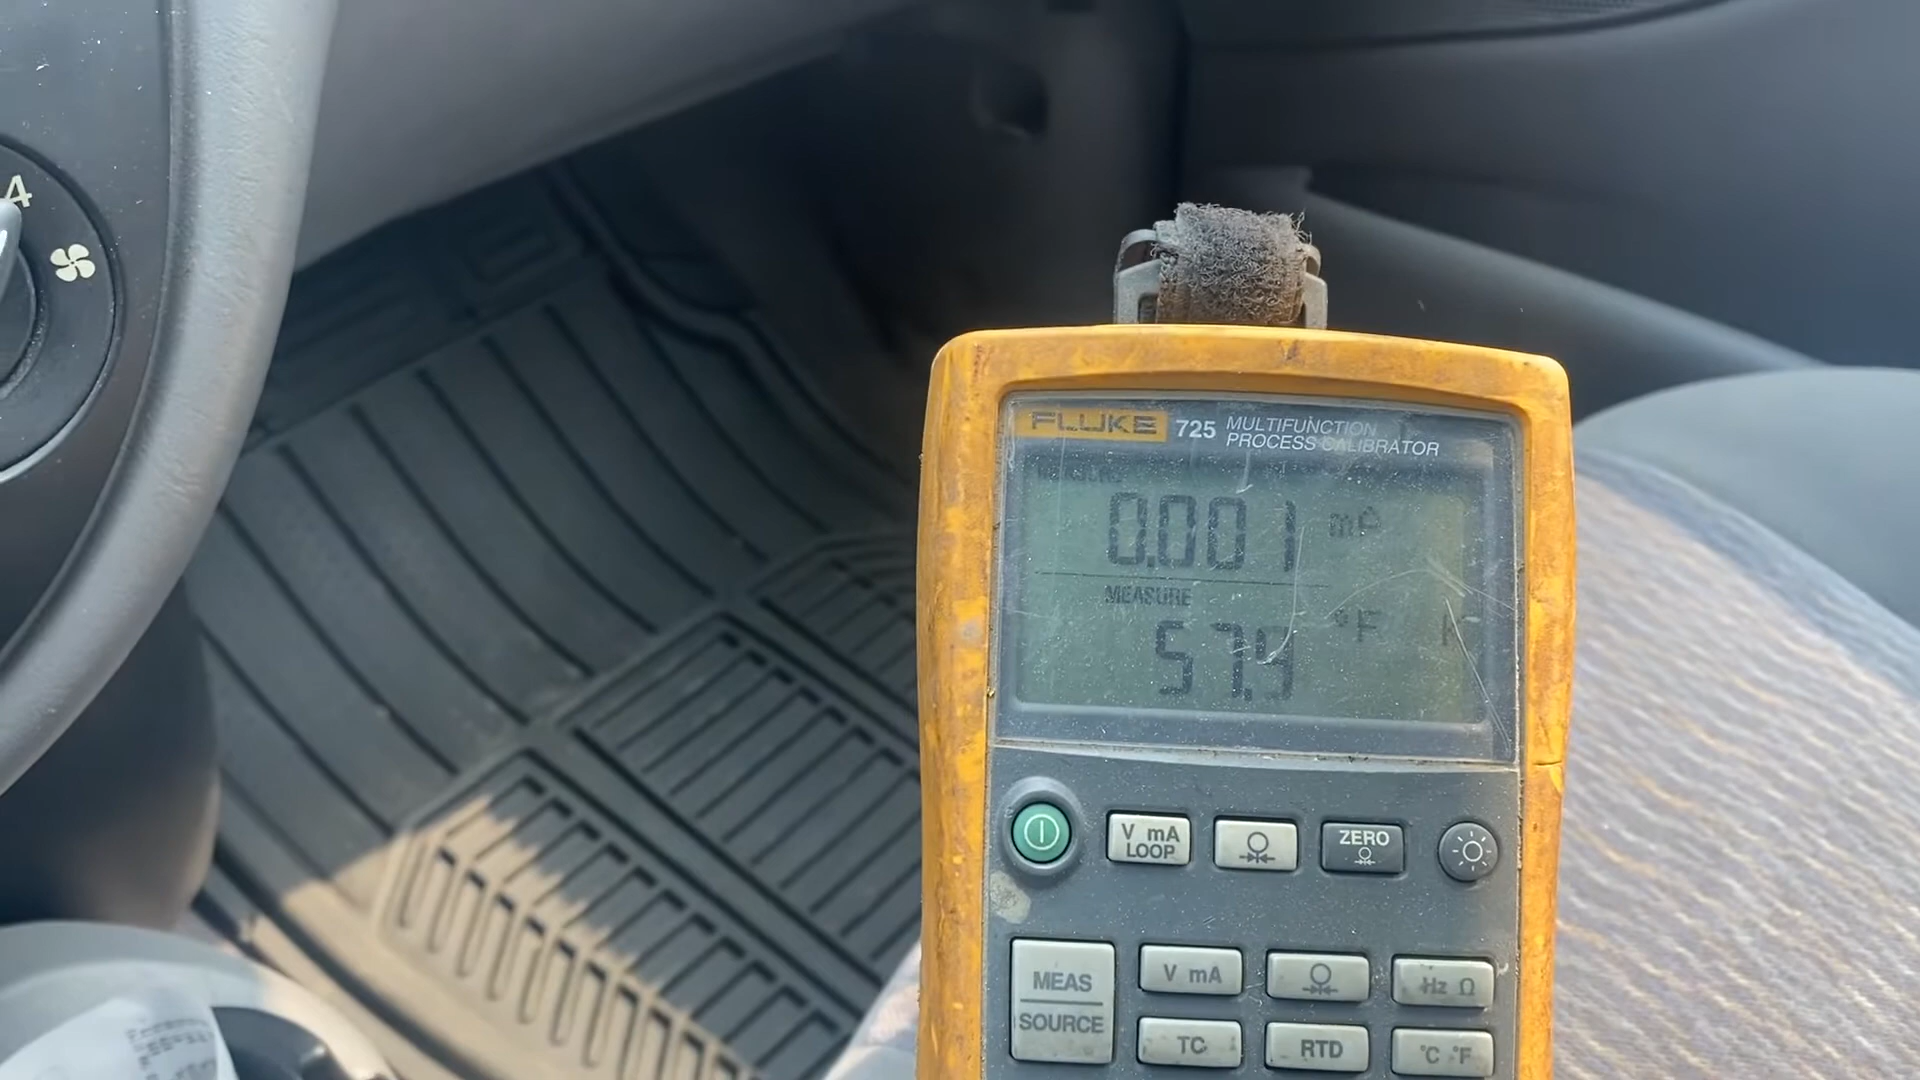 4
FLUKE 725 MULTIFUNCTION
PROCESS CALIBRATOR
MEASURE
0.001 mA
MEASURE
57.9 °F K
V mA
LOOP
ZERO
MEAS
SOURCE
V mA
Hz Ω
TC
RTD
°C °F